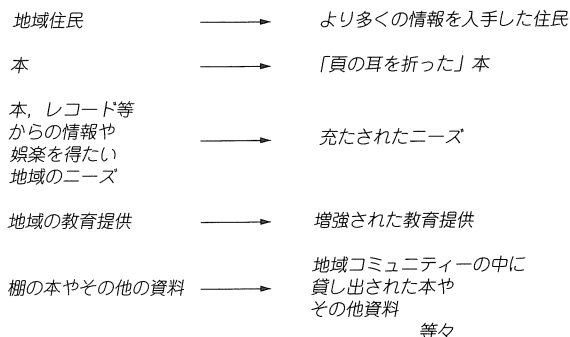 地域住民 → より多くの情報を入手した住民
本 → 「頁の耳を折った」本
本，レコード等
からの情報や
娯楽を得たい
地域のニーズ
→ 充たされたニーズ
地域の教育提供 → 増強された教育提供
棚の本やその他の資料 →
地域コミュニティーの中に
貸し出された本や
その他資料
等々